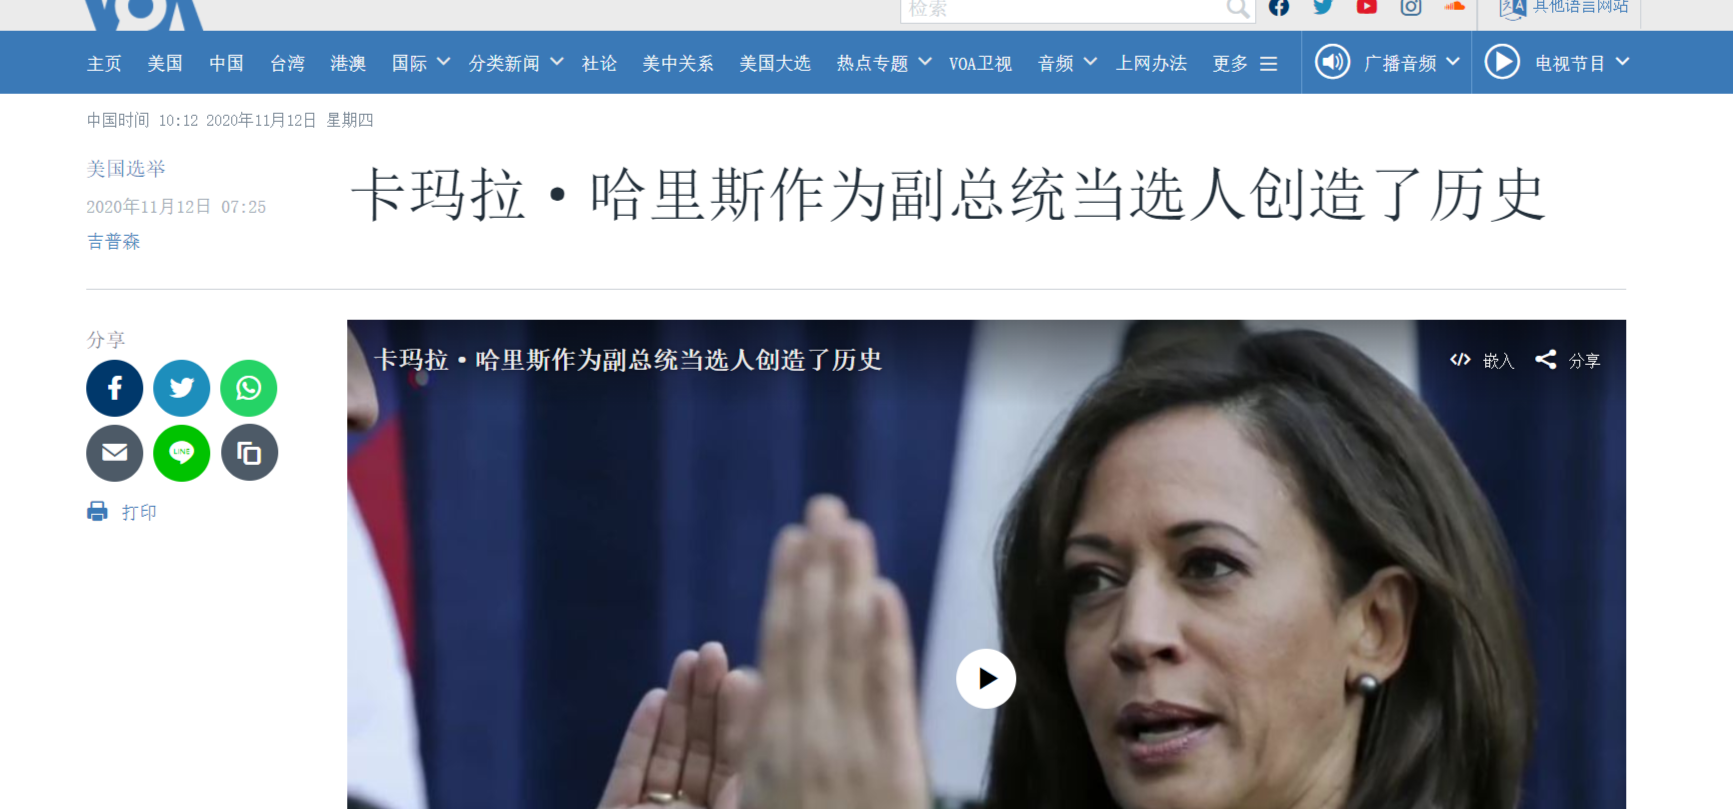 VOA
检索
其他语言网站
主页 美国 中国 台湾 港澳 国际 分类新闻 社论 美中关系 美国大选 热点专题 VOA卫视 音频 上网办法 更多 广播音频 电视节目
中国时间 10:12 2020年11月12日 星期四
美国选举
2020年11月12日 07:25
吉普森
卡玛拉·哈里斯作为副总统当选人创造了历史
分享
LINE
打印
卡玛拉·哈里斯作为副总统当选人创造了历史
嵌入 分享